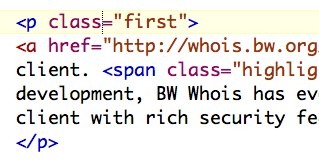 <p class="first">
<a href="http://whois.bw.org
client. <span class="highlig
development, BW Whois has ev
client with rich security fe
</p>